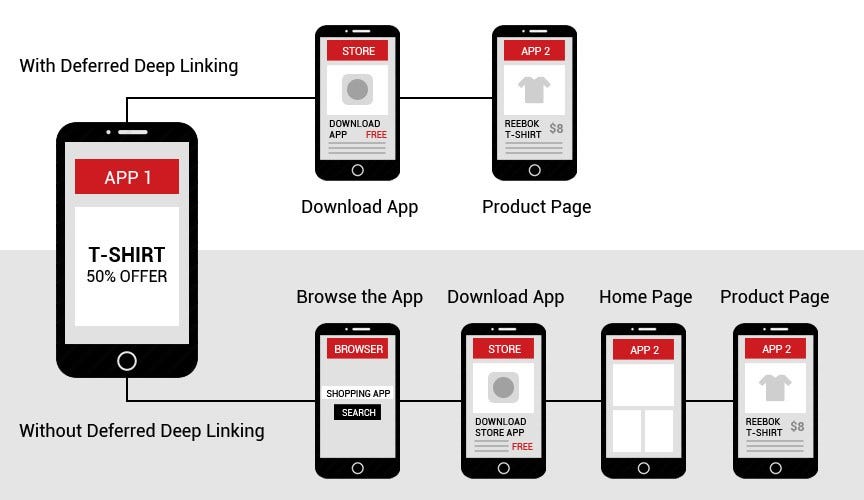 With Deferred Deep Linking
STORE
DOWNLOAD
APP FREE
Download App
APP 2
REEBOK
T-SHIRT $8
Product Page
APP 1
T-SHIRT
50% OFFER
Browse the App
Download App
Home Page
Product Page
BROWSER
SHOPPING APP
SEARCH
STORE
DOWNLOAD
STORE APP
FREE
APP 2
APP 2
REEBOK
T-SHIRT $8
Without Deferred Deep Linking